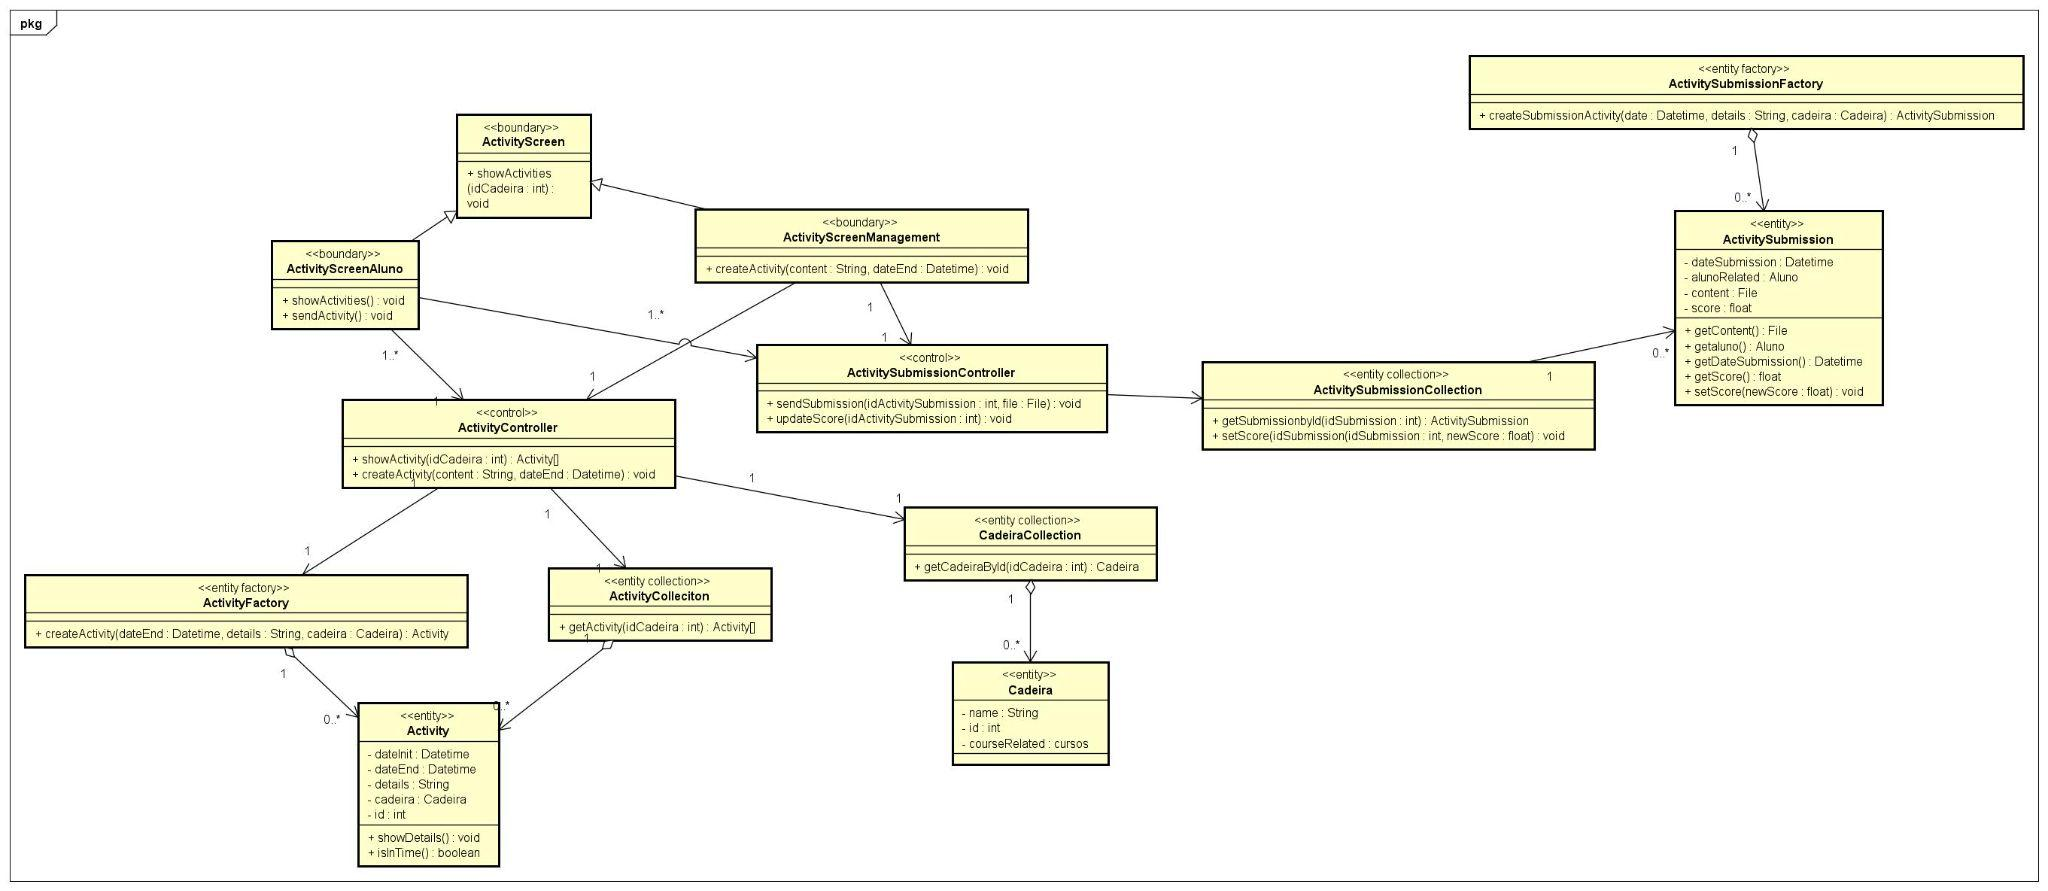 pkg
<<entity factory>>
ActivitySubmissionFactory
+ createSubmissionActivity(date : Datetime, details : String, cadeira : Cadeira) : ActivitySubmission
1
0..*
<<boundary>>
ActivityScreen
+ showActivities
(idCadeira : int) :
void
<<boundary>>
ActivityScreenManagement
+ createActivity(content : String, dateEnd : Datetime) : void
<<boundary>>
ActivityScreenAluno
+ showActivities() : void
+ sendActivity() : void
<<entity>>
ActivitySubmission
- dateSubmission : Datetime
- alunoRelated : Aluno
- content : File
- score : float
+ getContent() : File
+ getaluno() : Aluno
+ getDateSubmission() : Datetime
+ getScore() : float
+ setScore(newScore : float) : void
1..*
1
1
1..*
1
1
<<control>>
ActivitySubmissionController
+ sendSubmission(idActivitySubmission : int, file : File) : void
+ updateScore(idActivitySubmission : int) : void
0..*
1
<<entity collection>>
ActivitySubmissionCollection
+ getSubmissionbyId(idSubmission : int) : ActivitySubmission
+ setScore(idSubmission(idSubmission : int, newScore : float) : void
<<control>>
ActivityController
+ showActivity(idCadeira : int) : Activity[]
+ createActivity(content : String, dateEnd : Datetime) : void
1
1
1
1
1
1
<<entity collection>>
CadeiraCollection
+ getCadeiraById(idCadeira : int) : Cadeira
<<entity factory>>
ActivityFactory
+ createActivity(dateEnd : Datetime, details : String, cadeira : Cadeira) : Activity
<<entity collection>>
ActivityColleciton
+ getActivity(idCadeira : int) : Activity[]
1
1
1
0..*
0..*
0..*
<<entity>>
Cadeira
- name : String
- id : int
- courseRelated : cursos
<<entity>>
Activity
- dateInit : Datetime
- dateEnd : Datetime
- details : String
- cadeira : Cadeira
- id : int
+ showDetails() : void
+ isInTime() : boolean